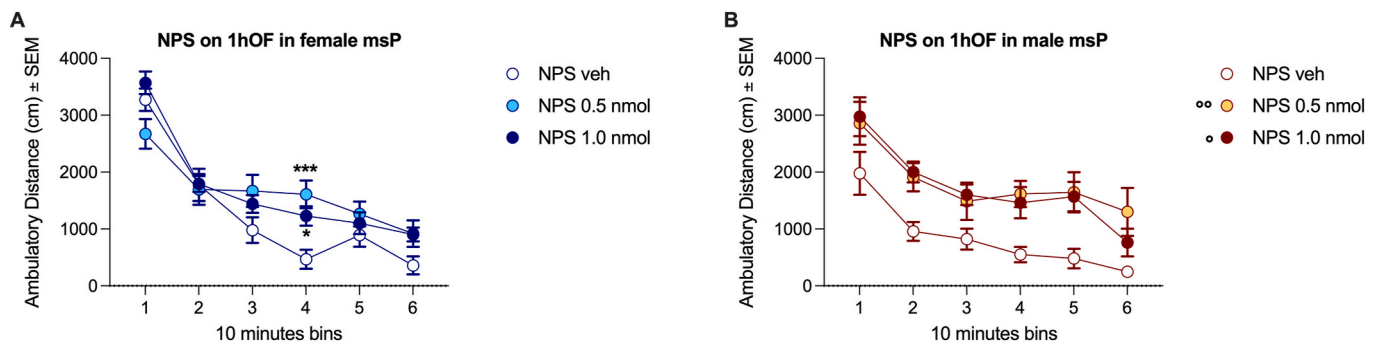 A
NPS on 1hOF in female msP
Ambulatory Distance (cm) ± SEM
4000
3000
2000
1000
0
***
*
1 2 3 4 5 6
10 minutes bins
NPS veh
NPS 0.5 nmol
NPS 1.0 nmol
B
NPS on 1hOF in male msP
Ambulatory Distance (cm) ± SEM
4000
3000
2000
1000
0
1 2 3 4 5 6
10 minutes bins
NPS veh
°° NPS 0.5 nmol
° NPS 1.0 nmol